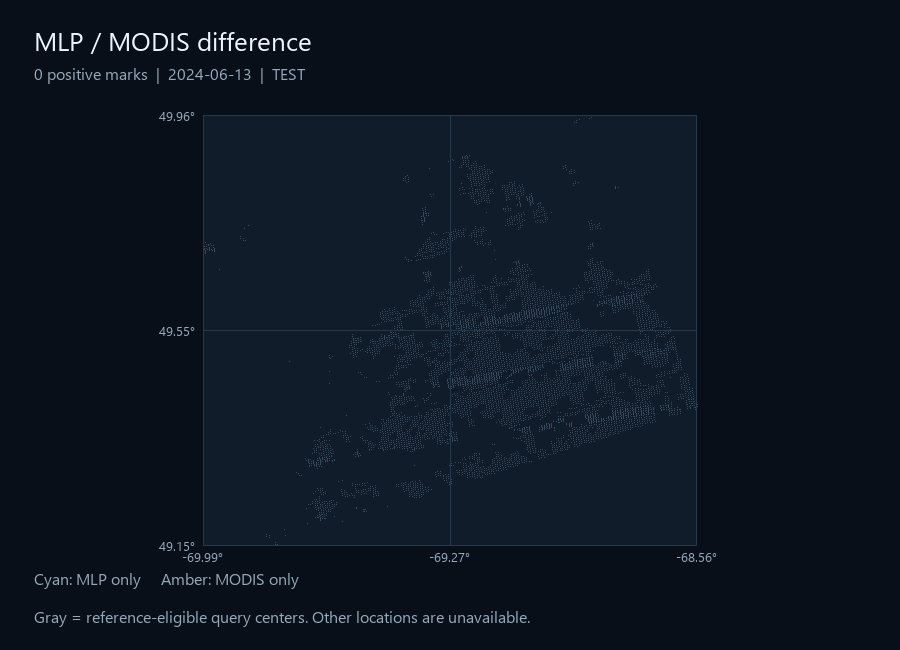 MLP / MODIS difference
0 positive marks | 2024-06-13 | TEST
49.96°
49.55°
49.15°
-69.99° -69.27° -68.56°
Cyan: MLP only Amber: MODIS only
Gray = reference-eligible query centers. Other locations are unavailable.